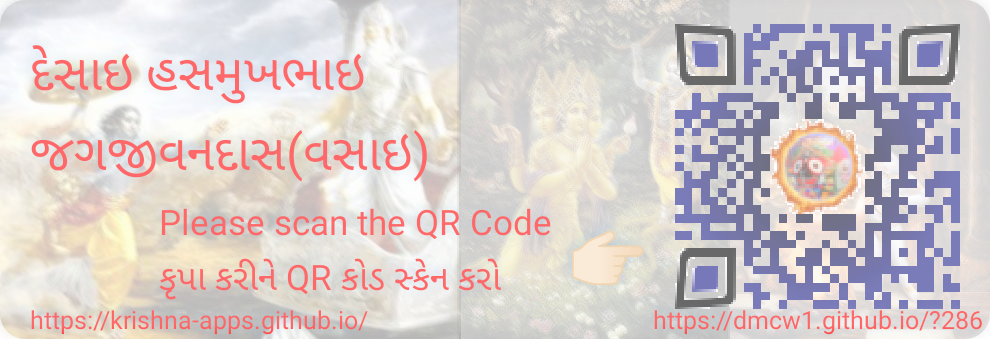 દેસાઇ હસમુખભાઇ
જગજીવનદાસ(વસાઇ)
Please scan the QR Code
કૃપા કરીને QR કોડ સ્કેન કરો
https://krishna-apps.github.io/
https://dmcw1.github.io/?286